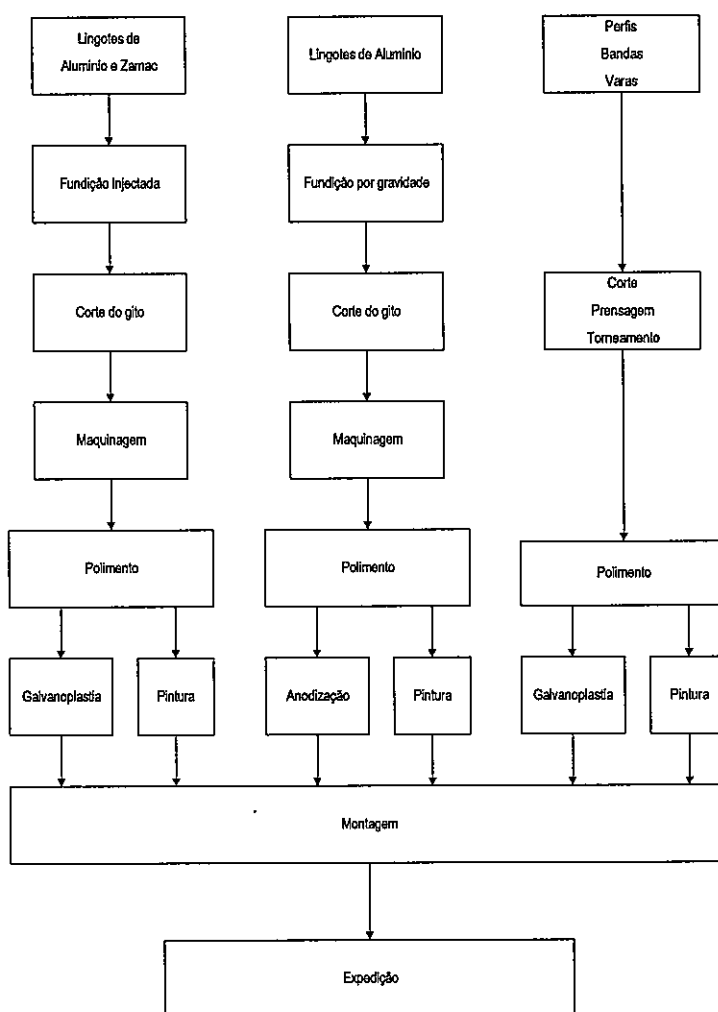 Lingotes de
Alumínio e Zamac
Lingotes de Alumínio
Perfis
Bandas
Varas
Fundição Injectada
Fundição por gravidade
Corte do gito
Corte do gito
Corte
Prensagem
Torneamento
Maquinagem
Maquinagem
Polimento
Polimento
Polimento
Galvanoplastia
Pintura
Anodização
Pintura
Galvanoplastia
Pintura
Montagem
Expedição